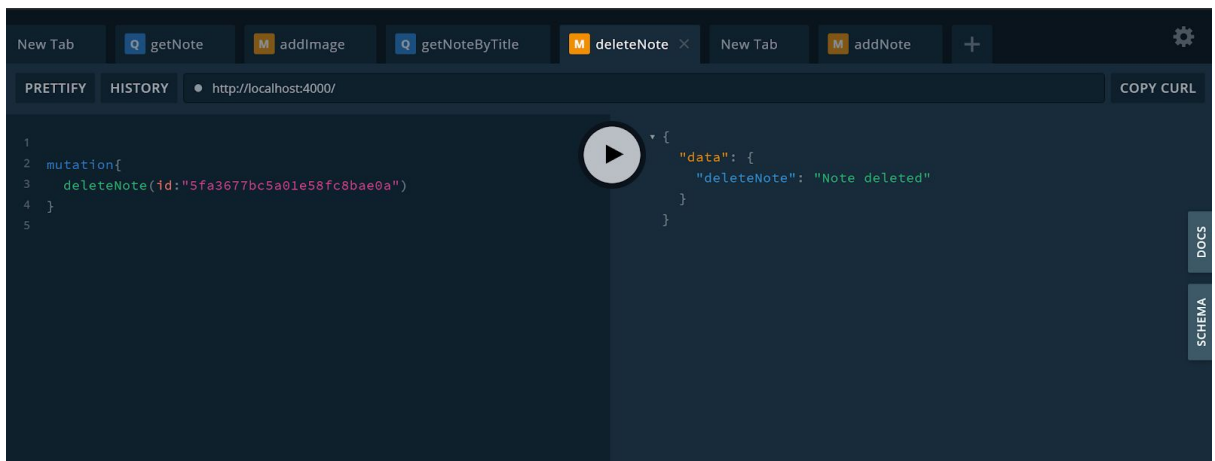 New Tab Q getNote M addImage Q getNoteByTitle M deleteNote × New Tab M addNote +
PRETTIFY HISTORY http://localhost:4000/ COPY CURL
1
2 mutation{
3 deleteNote(id:"5fa3677bc5a01e58fc8bae0a")
4 }
5
{
"data": {
"deleteNote": "Note deleted"
}
}
DOCS
SCHEMA